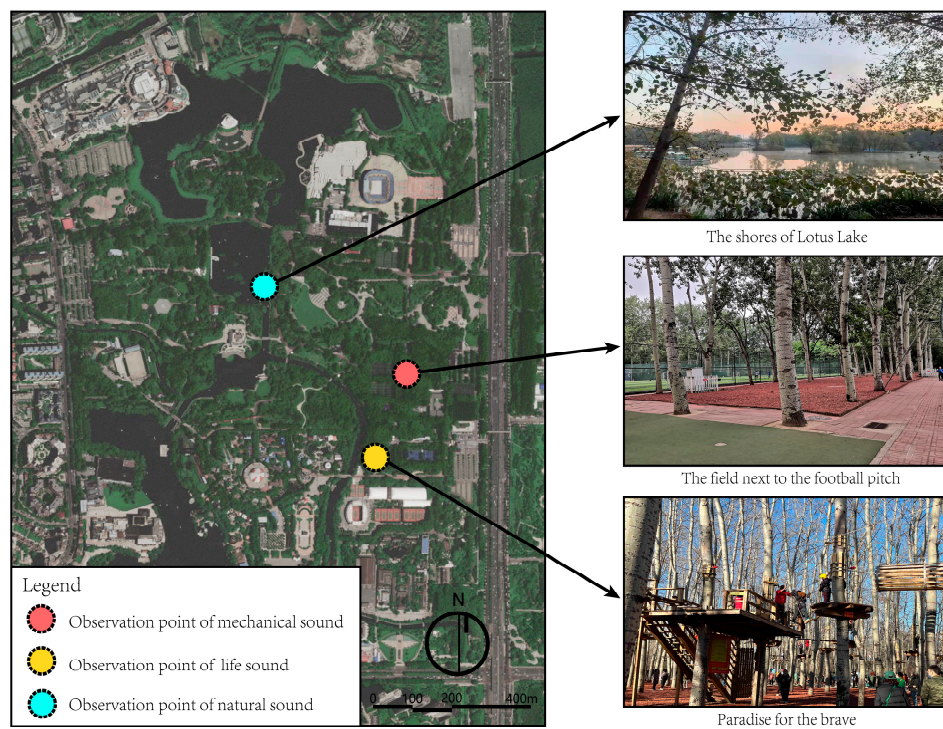 The shores of Lotus Lake
The field next to the football pitch
Paradise for the brave
Legend
Observation point of mechanical sound
Observation point of life sound
Observation point of natural sound
N
0 100 200 400m